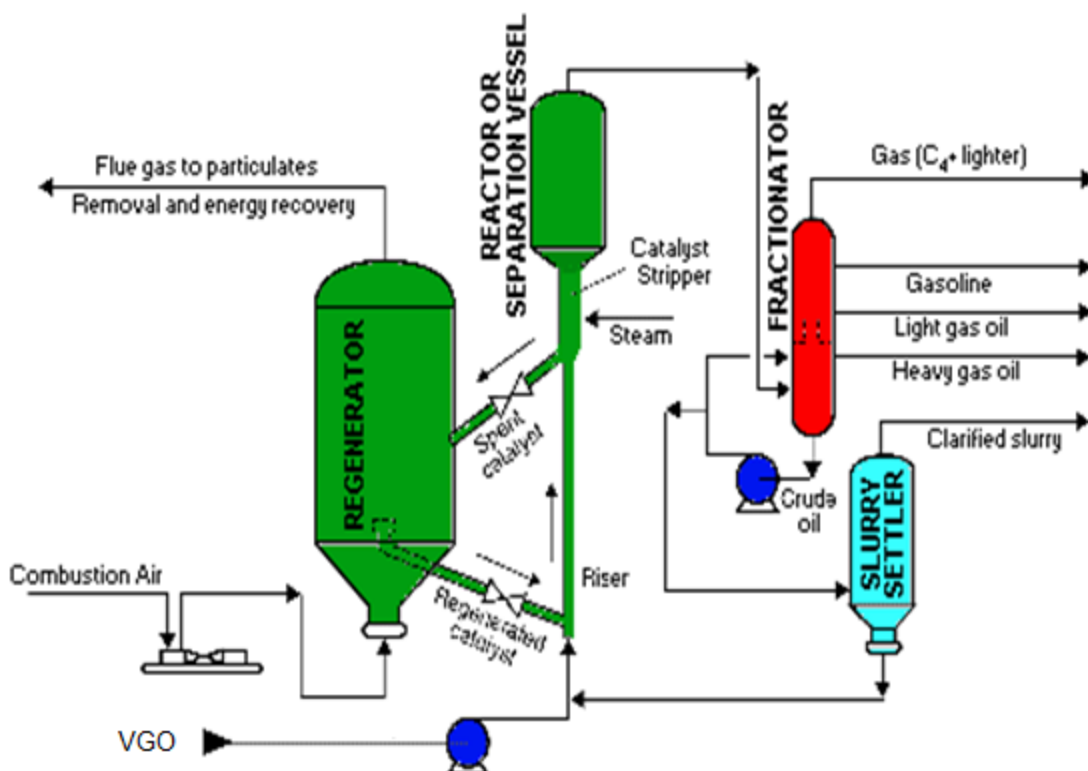 REACTOR OR
SEPARATION VESSEL
FRACTIONATOR
Flue gas to particulates
Removal and energy recovery
Gas (C4+ lighter)
Catalyst
Stripper
Gasoline
Steam
Light gas oil
Heavy gas oil
REGENERATOR
Spent
catalyst
Clarified slurry
Crude
oil
SLURRY
SETTLER
Combustion Air
Riser
Regenerated
catalyst
VGO